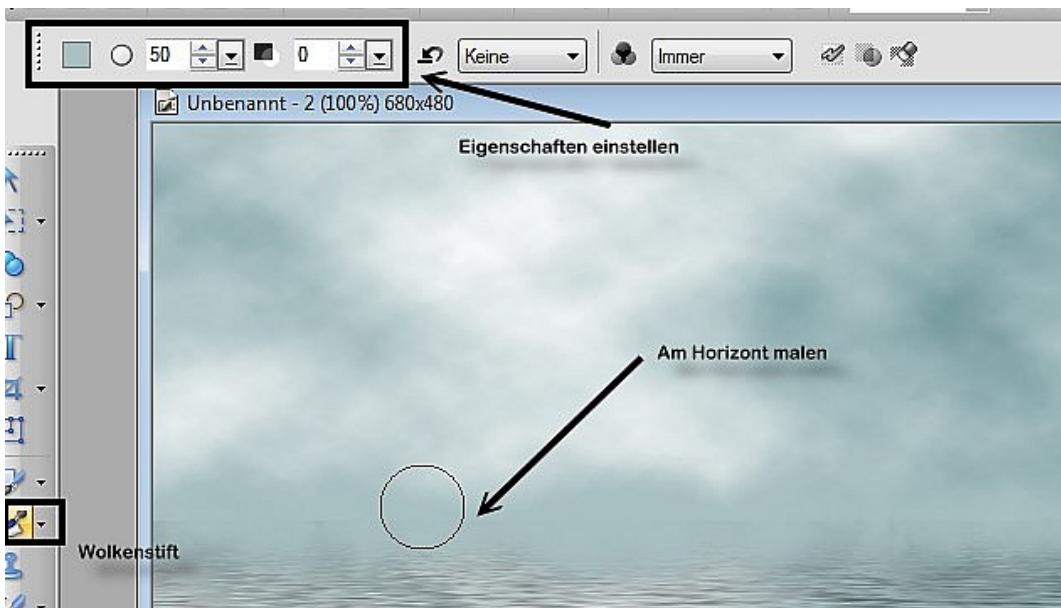 50 0 Keine Immer
Unbenannt - 2 (100%) 680x480
Eigenschaften einstellen
Am Horizont malen
Wolkenstift